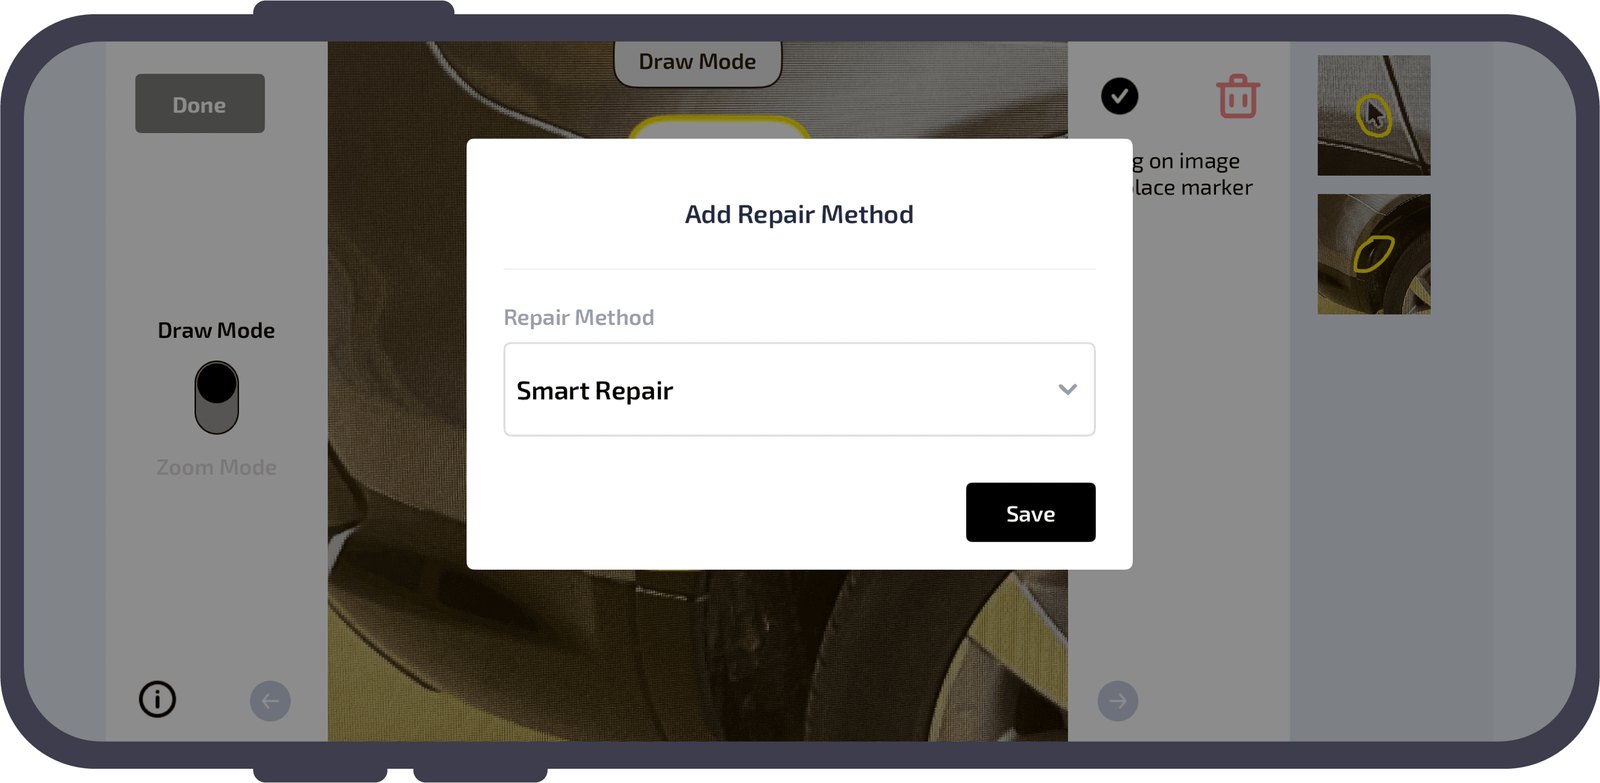 Draw Mode
Done
g on image
lace marker
Add Repair Method
Repair Method
Smart Repair
Save
Draw Mode
Zoom Mode